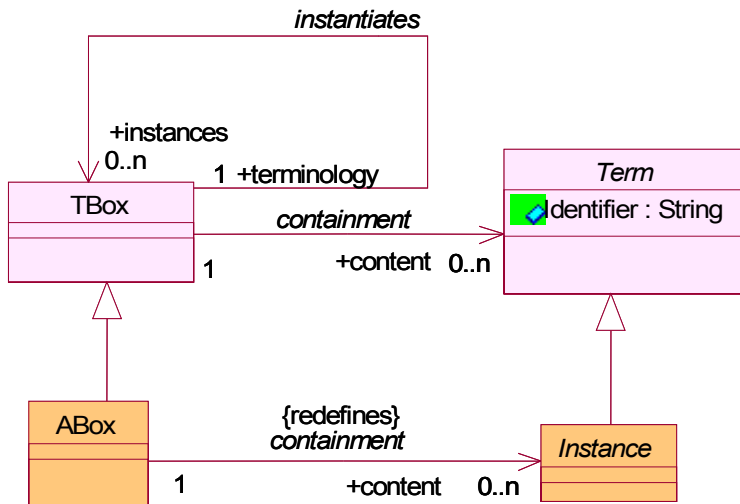 instantiates
+instances
0..n
1 +terminology
TBox
Term
Identifier : String
containment
1
+content 0..n
ABox
{redefines}
containment
Instance
1
+content 0..n